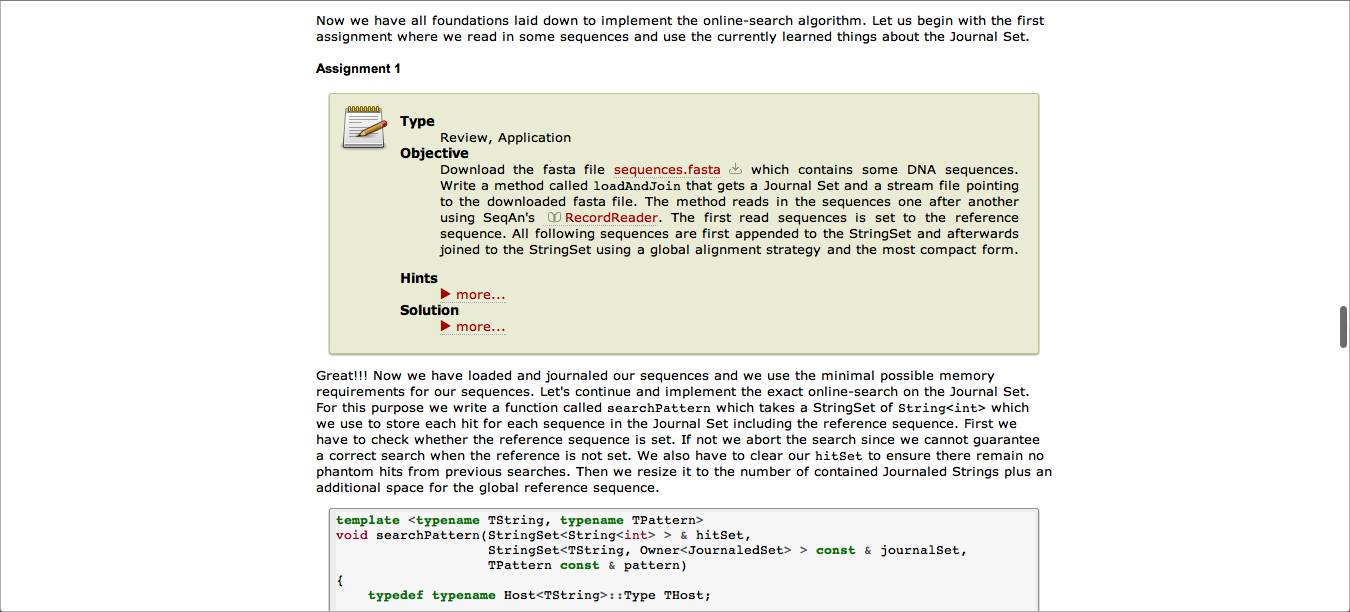 Now we have all foundations laid down to implement the online-search algorithm. Let us begin with the first
assignment where we read in some sequences and use the currently learned things about the Journal Set.
Assignment 1
Type
Review, Application
Objective
Download the fasta file sequences.fasta which contains some DNA sequences.
Write a method called loadAndJoin that gets a Journal Set and a stream file pointing
to the downloaded fasta file. The method reads in the sequences one after another
using SeqAn's RecordReader. The first read sequences is set to the reference
sequence. All following sequences are first appended to the StringSet and afterwards
joined to the StringSet using a global alignment strategy and the most compact form.
Hints
more...
Solution
more...
Great!!! Now we have loaded and journaled our sequences and we use the minimal possible memory
requirements for our sequences. Let's continue and implement the exact online-search on the Journal Set.
For this purpose we write a function called searchPattern which takes a StringSet of String<int> which
we use to store each hit for each sequence in the Journal Set including the reference sequence. First we
have to check whether the reference sequence is set. If not we abort the search since we cannot guarantee
a correct search when the reference is not set. We also have to clear our hitSet to ensure there remain no
phantom hits from previous searches. Then we resize it to the number of contained Journaled Strings plus an
additional space for the global reference sequence.
template <typename TString, typename TPattern>
void searchPattern(StringSet<String<int> > & hitSet,
StringSet<TString, Owner<JournaledSet> > const & journalSet,
TPattern const & pattern)
{
typedef typename Host<TString>::Type THost;